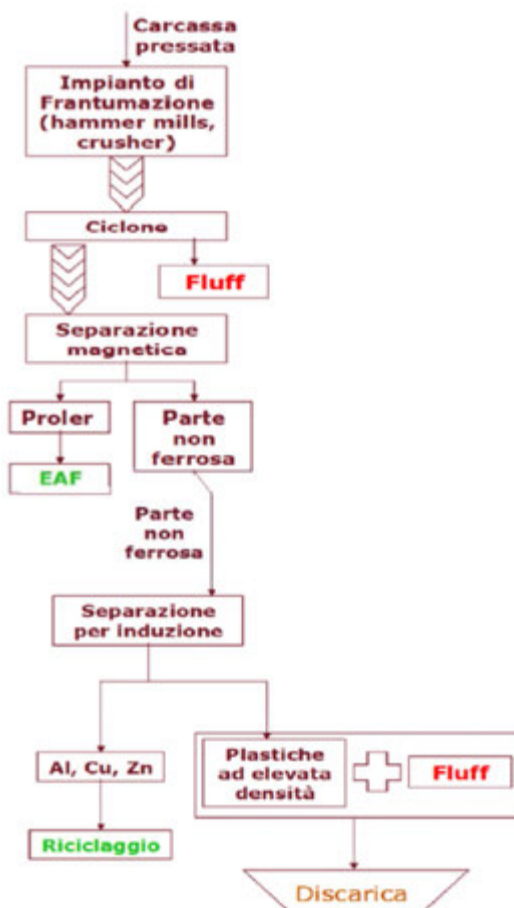 Carcassa
pressata
Impianto di
Frantumazione
(hammer mills,
crusher)
Ciclone
Fluff
Separazione
magnetica
Proler
Parte
non
ferrosa
EAF
Parte
non
ferrosa
Separazione
per induzione
Al, Cu, Zn
Plastiche
ad elevata
densità
Fluff
Riciclaggio
Discarica